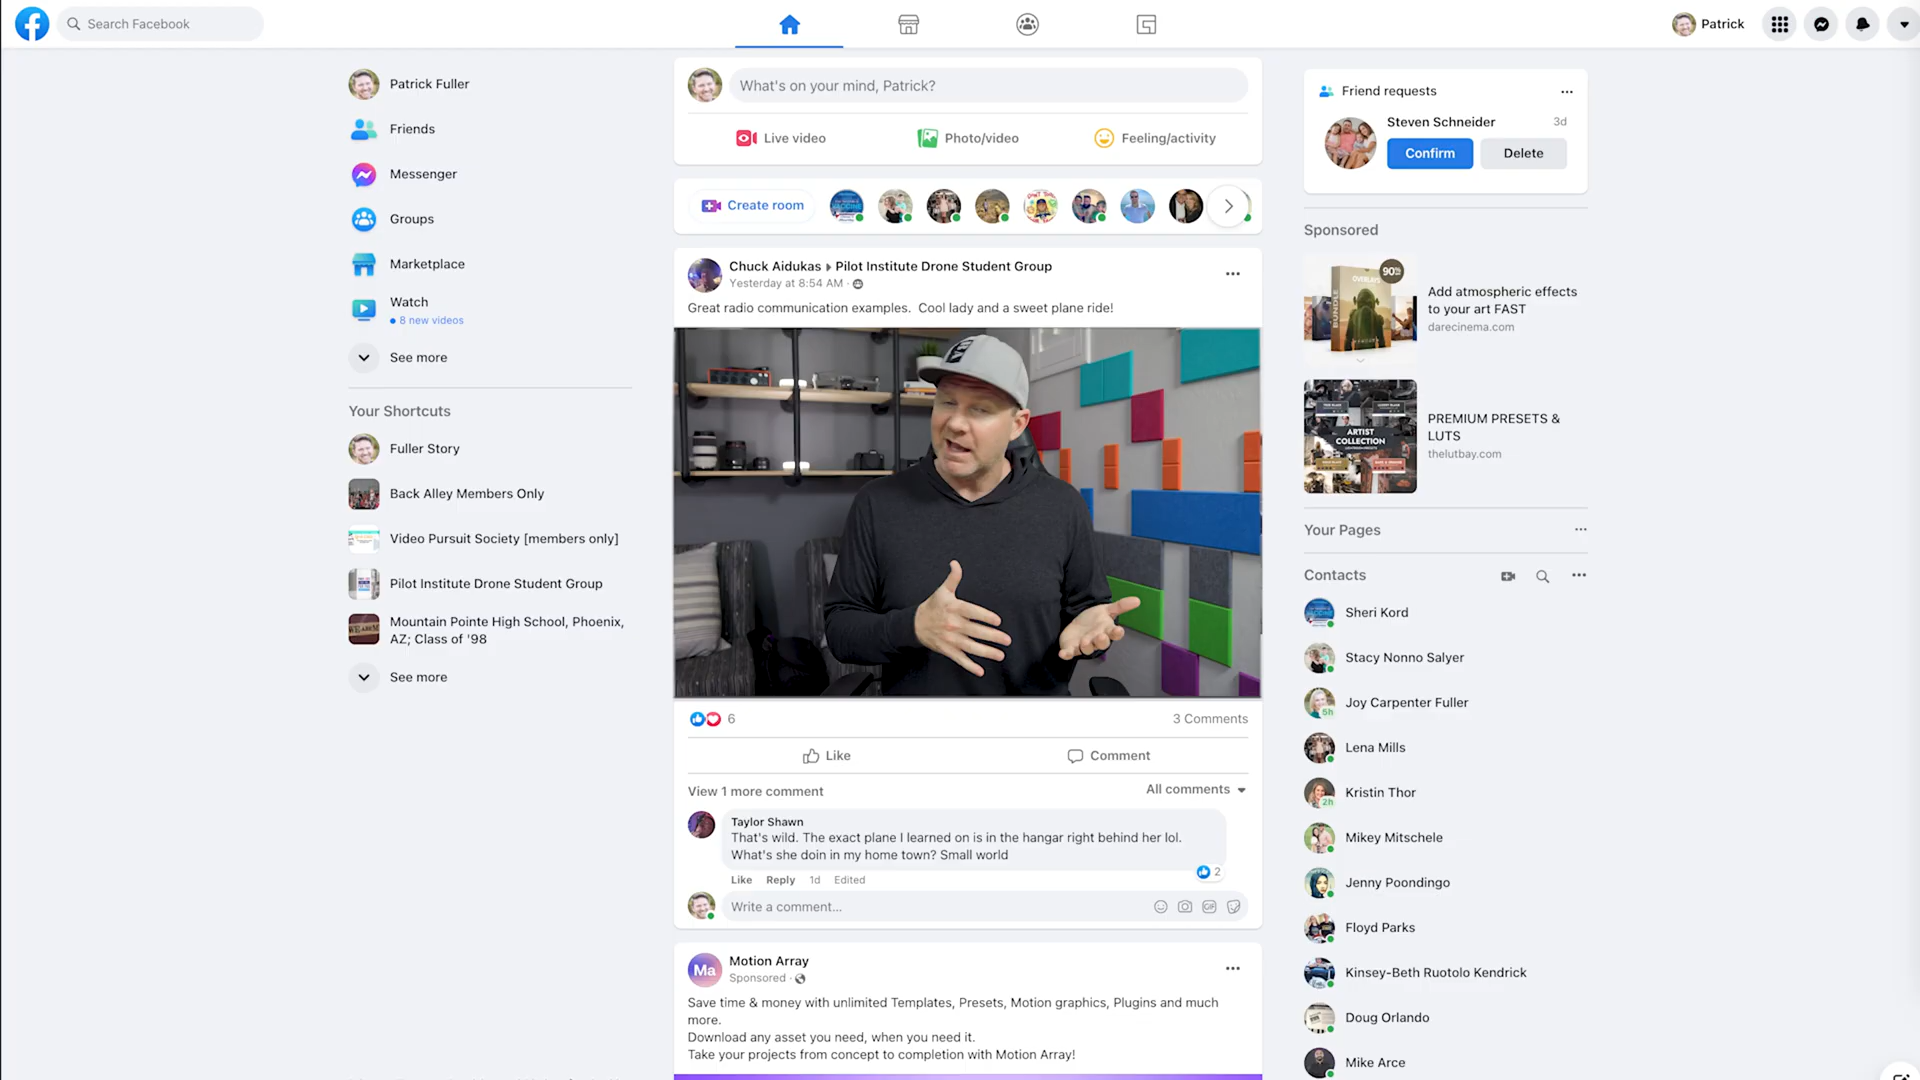 Search Facebook
Patrick
Patrick Fuller
Friends
Messenger
Groups
Marketplace
Watch
8 new videos
See more
Your Shortcuts
Fuller Story
Back Alley Members Only
Video Pursuit Society [members only]
Pilot Institute Drone Student Group
Mountain Pointe High School, Phoenix,
AZ; Class of '98
See more
What's on your mind, Patrick?
Live video
Photo/video
Feeling/activity
Create room
Chuck Aidukas ▸ Pilot Institute Drone Student Group
Yesterday at 8:54 AM ·
Great radio communication examples. Cool lady and a sweet plane ride!
6
3 Comments
Like
Comment
View 1 more comment
All comments
Taylor Shawn
That's wild. The exact plane I learned on is in the hangar right behind her lol.
What's she doin in my home town? Small world
2
Like Reply 1d Edited
Write a comment...
GIF
Ma
Motion Array
Sponsored ·
Save time & money with unlimited Templates, Presets, Motion graphics, Plugins and much
more.
Download any asset you need, when you need it.
Take your projects from concept to completion with Motion Array!
Friend requests
Steven Schneider
3d
Confirm
Delete
Sponsored
90%
OVERLAYS
BUNDLE
Add atmospheric effects
to your art FAST
darecinema.com
ARTIST
COLLECTION
PREMIUM PRESETS &
LUTS
thelutbay.com
Your Pages
Contacts
Sheri Kord
Stacy Nonno Salyer
5h
Joy Carpenter Fuller
Lena Mills
2h
Kristin Thor
Mikey Mitschele
Jenny Poondingo
Floyd Parks
Kinsey-Beth Ruotolo Kendrick
Doug Orlando
Mike Arce